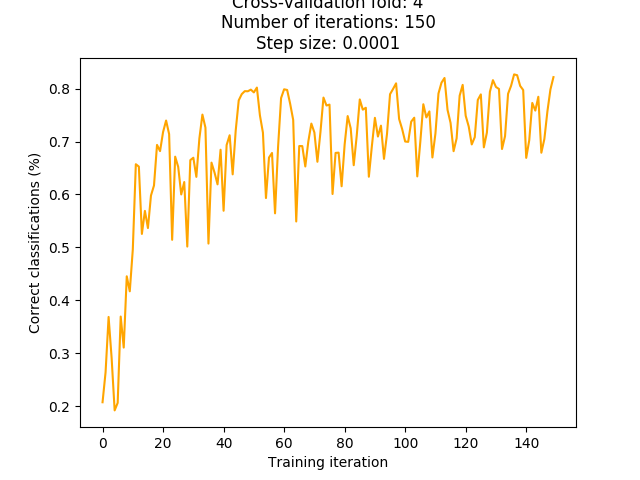 Cross-validation fold: 4
Number of iterations: 150
Step size: 0.0001
0.8
0.7
0.6
0.5
0.4
0.3
0.2
Correct classifications (%)
0 20 40 60 80 100 120 140
Training iteration